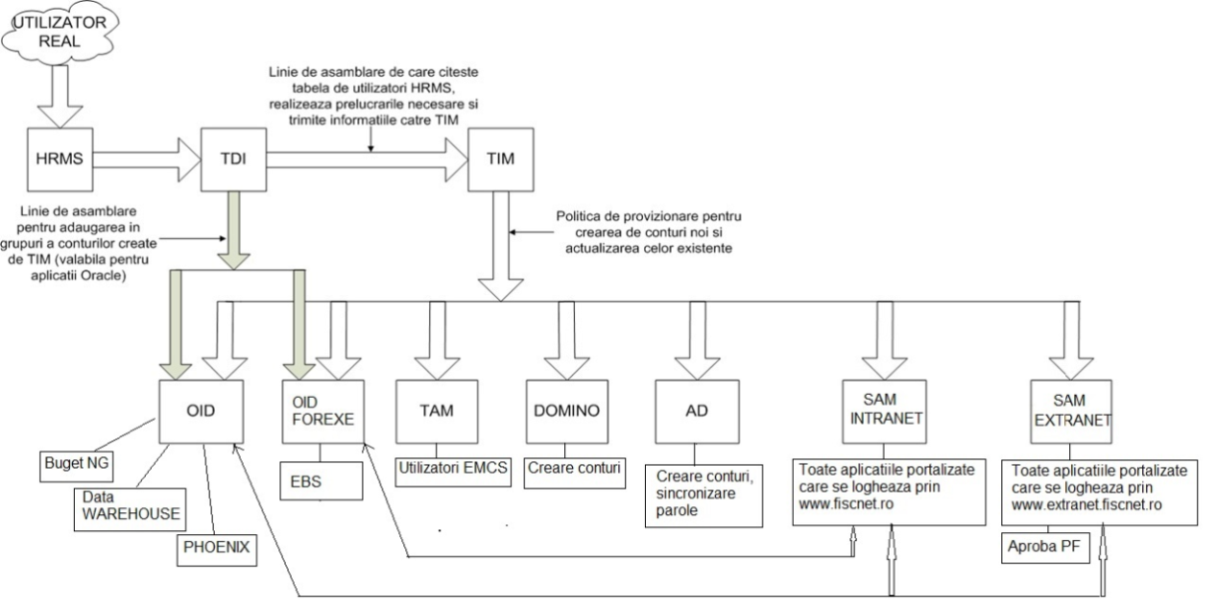 UTILIZATOR
REAL
Linie de asamblare de care citeste
tabela de utilizatori HRMS,
realizeaza prelucrarile necesare si
trimite informatiile catre TIM
HRMS
TDI
TIM
Linie de asamblare
pentru adaugarea in
grupuri a conturilor create
de TIM (valabila pentru
aplicatii Oracle)
Politica de provizionare pentru
crearea de conturi noi si
actualizarea celor existente
OID
OID
FOREXE
TAM
DOMINO
AD
SAM
INTRANET
SAM
EXTRANET
Buget NG
Data
WAREHOUSE
PHOENIX
EBS
Utilizatori EMCS
Creare conturi
Creare conturi,
sincronizare
parole
Toate aplicatiile portalizate
care se logheaza prin
www.fiscnet.ro
Toate aplicatiile portalizate
care se logheaza prin
www.extranet.fiscnet.ro
Aproba PF